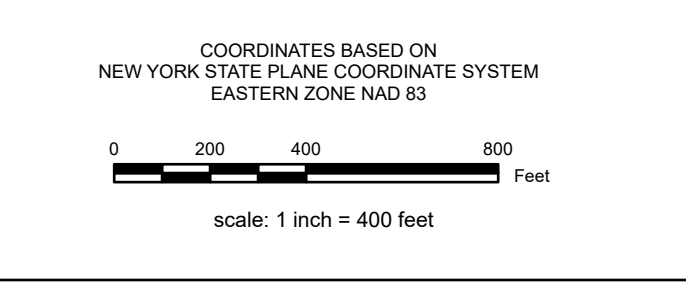 COORDINATES BASED ON
NEW YORK STATE PLANE COORDINATE SYSTEM
EASTERN ZONE NAD 83
0 200 400 800
Feet
scale: 1 inch = 400 feet